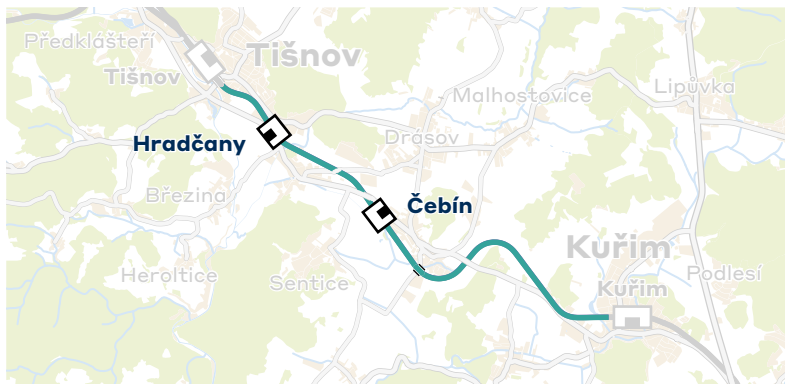 Předklášteří
Tišnov
Tišnov
Lipůvka
Malhostovice
Drásov
Hradčany
Březina
Čebín
Kuřim
Heroltice
Sentice
Podlesí
Kuřim